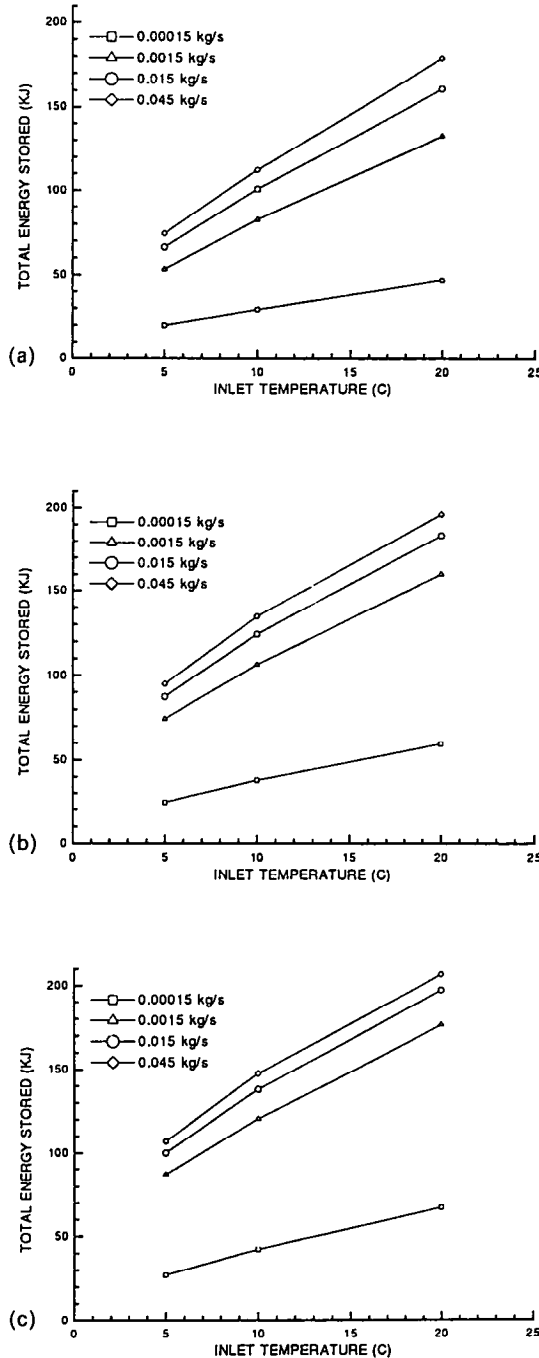 200
150
100
50
0
TOTAL ENERGY STORED (KJ)
0.00015 kg/s
0.0015 kg/s
0.015 kg/s
0.045 kg/s
(a)
0 5 10 15 20 25
INLET TEMPERATURE (C)
200
150
100
50
0
TOTAL ENERGY STORED (KJ)
0.00015 kg/s
0.0015 kg/s
0.015 kg/s
0.045 kg/s
(b)
0 5 10 15 20 25
INLET TEMPERATURE (C)
200
150
100
50
0
TOTAL ENERGY STORED (KJ)
0.00015 kg/s
0.0015 kg/s
0.015 kg/s
0.045 kg/s
(c)
0 5 10 15 20 25
INLET TEMPERATURE (C)